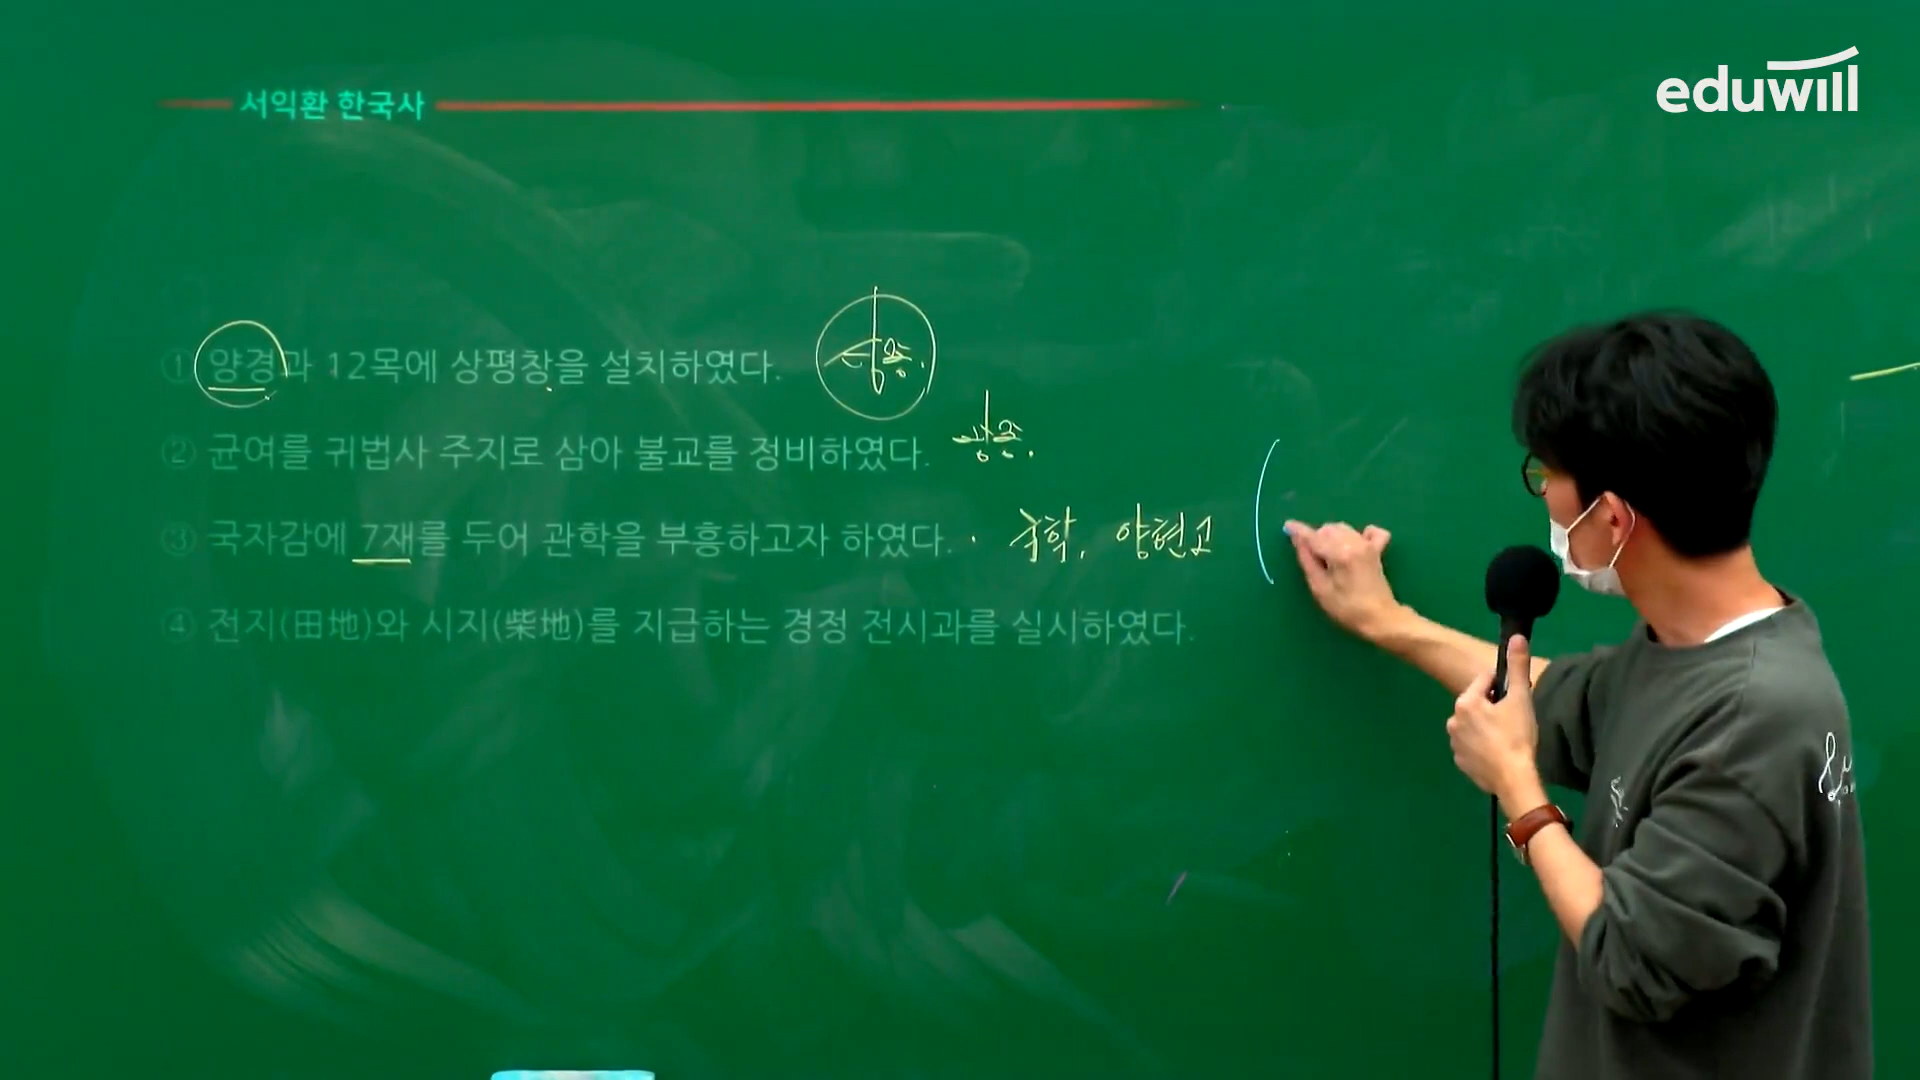 eduwill
서익환 한국사
① 양경과 12목에 상평창을 설치하였다. 성종.
② 균여를 귀법사 주지로 삼아 불교를 정비하였다. 광종.
③ 국자감에 7재를 두어 관학을 부흥하고자 하였다. 국학, 양현고 (
④ 전지(田地)와 시지(柴地)를 지급하는 경정 전시과를 실시하였다.